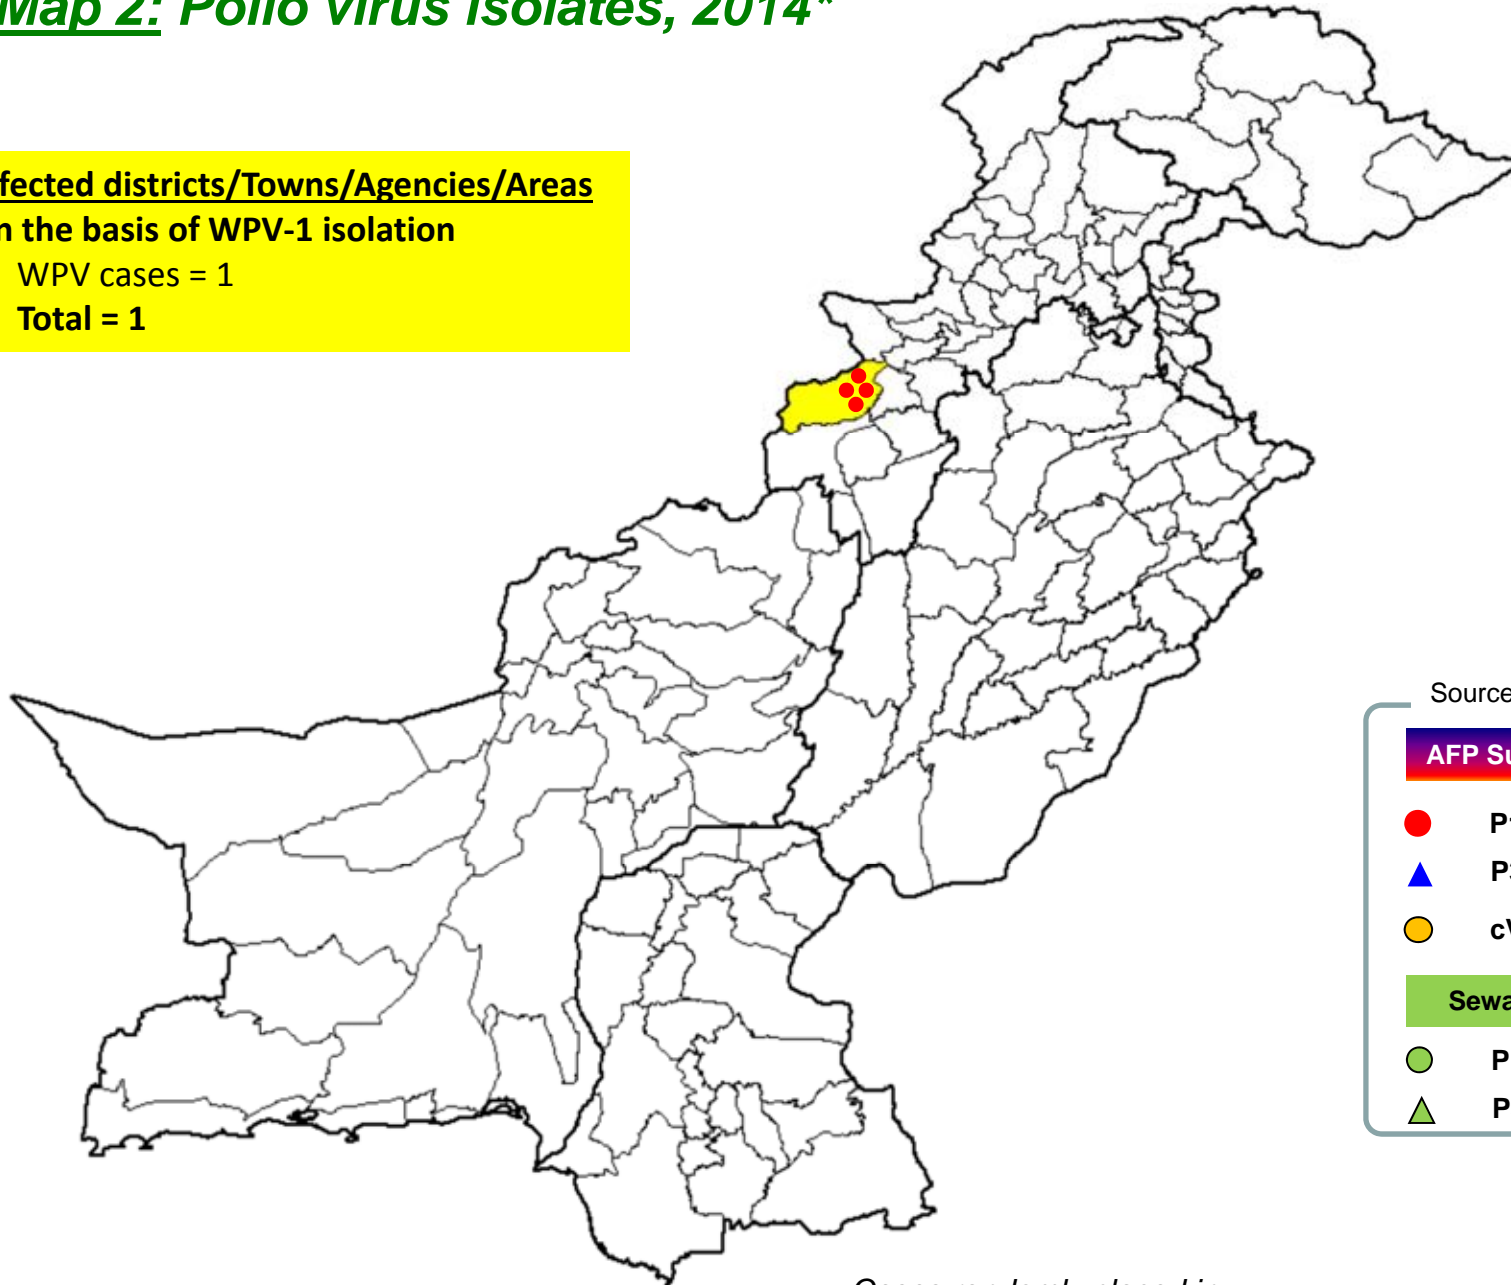 Map 2: Polio virus isolates, 2014*
fected districts/Towns/Agencies/Areas
n the basis of WPV-1 isolation
WPV cases = 1
Total = 1
Source
AFP Su
P
P
cV
Sewa
P
P